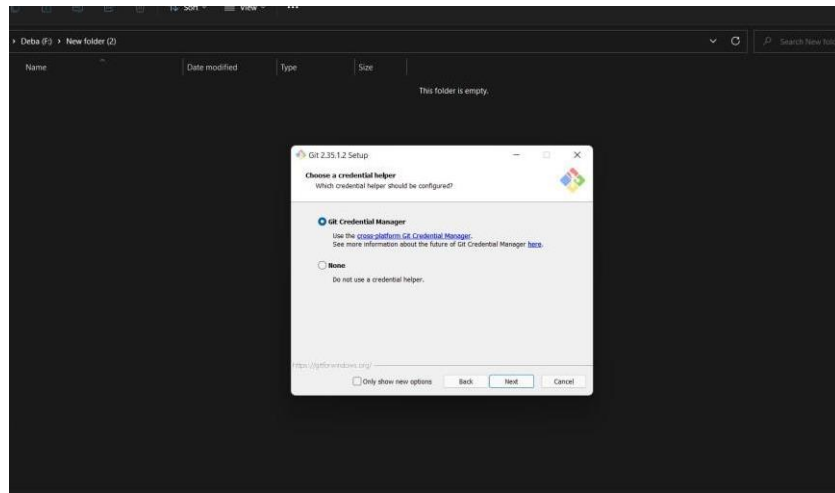 Sort
View
Deba (F:) > New folder (2)
Search New fold
Name
Date modified
Type
Size
This folder is empty.
Git 2.35.1.2 Setup
Choose a credential helper
Which credential helper should be configured?
Git Credential Manager
Use the cross-platform Git Credential Manager.
See more information about the future of Git Credential Manager here.
None
Do not use a credential helper.
https://gitforwindows.org/
Only show new options
Back
Next
Cancel